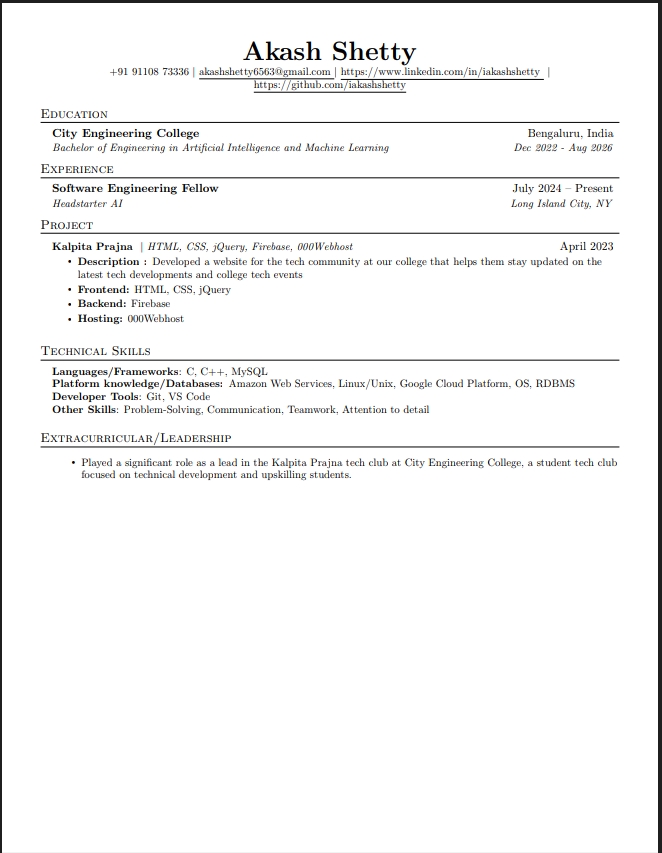 Akash Shetty
+91 91108 73336 | akashshetty6563@gmail.com | https://www.linkedin.com/in/iakashshetty |
https://github.com/iakashshetty
Education
City Engineering College Bengaluru, India
Bachelor of Engineering in Artificial Intelligence and Machine Learning Dec 2022 - Aug 2026
Experience
Software Engineering Fellow July 2024 – Present
Headstarter AI Long Island City, NY
Project
Kalpita Prajna | HTML, CSS, jQuery, Firebase, 000Webhost April 2023
• Description : Developed a website for the tech community at our college that helps them stay updated on the
latest tech developments and college tech events
• Frontend: HTML, CSS, jQuery
• Backend: Firebase
• Hosting: 000Webhost
Technical Skills
Languages/Frameworks: C, C++, MySQL
Platform knowledge/Databases: Amazon Web Services, Linux/Unix, Google Cloud Platform, OS, RDBMS
Developer Tools: Git, VS Code
Other Skills: Problem-Solving, Communication, Teamwork, Attention to detail
Extracurricular/Leadership
• Played a significant role as a lead in the Kalpita Prajna tech club at City Engineering College, a student tech club
focused on technical development and upskilling students.